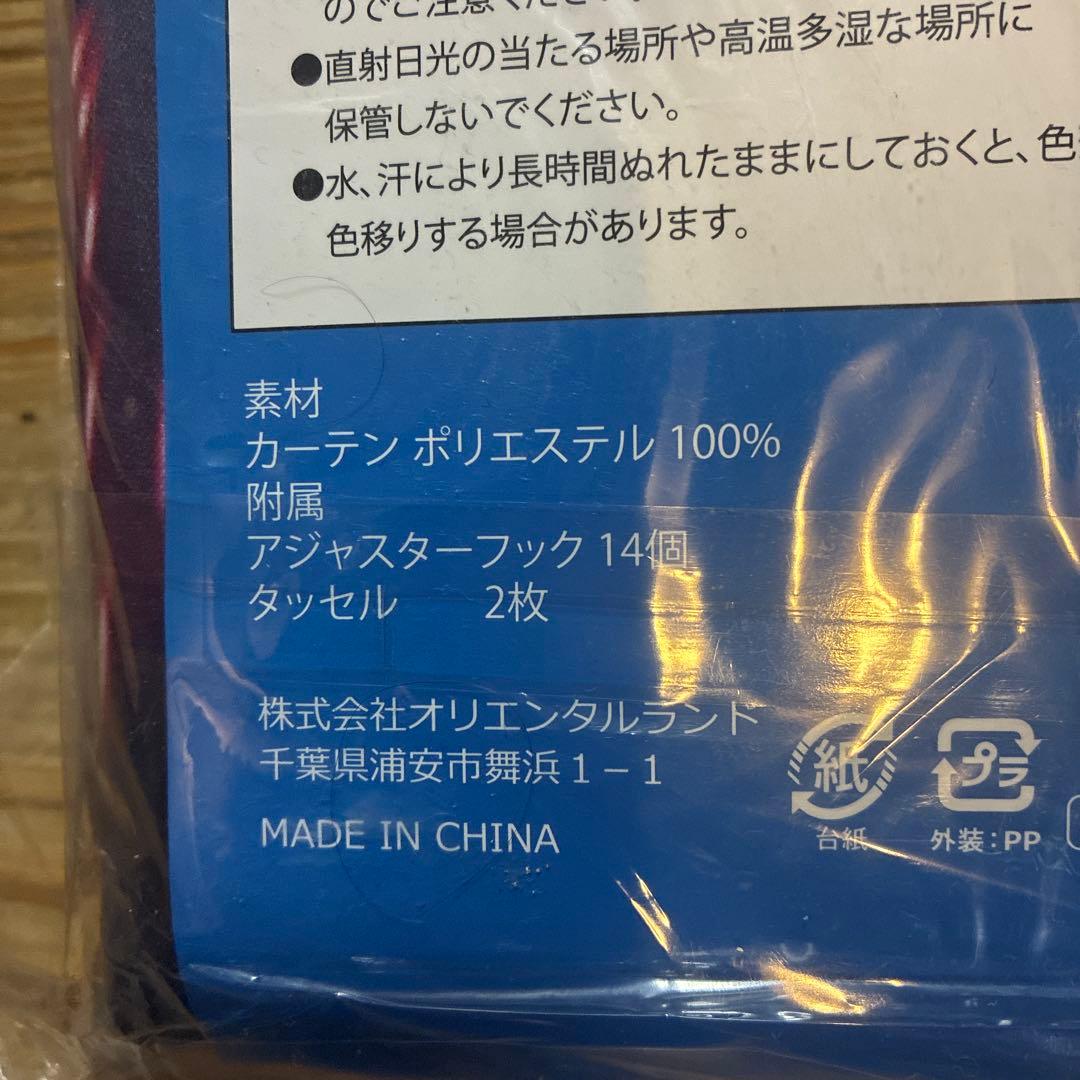 のでご注意ください。
●直射日光の当たる場所や高温多湿な場所に
保管しないでください。
●水、汗により長時間ぬれたままにしておくと、色
色移りする場合があります。
素材
カーテン ポリエステル 100%
附属
アジャスターフック 14個
タッセル 2枚
株式会社オリエンタルランド
千葉県浦安市舞浜1－1
MADE IN CHINA
紙
台紙
プラ
外装：PP